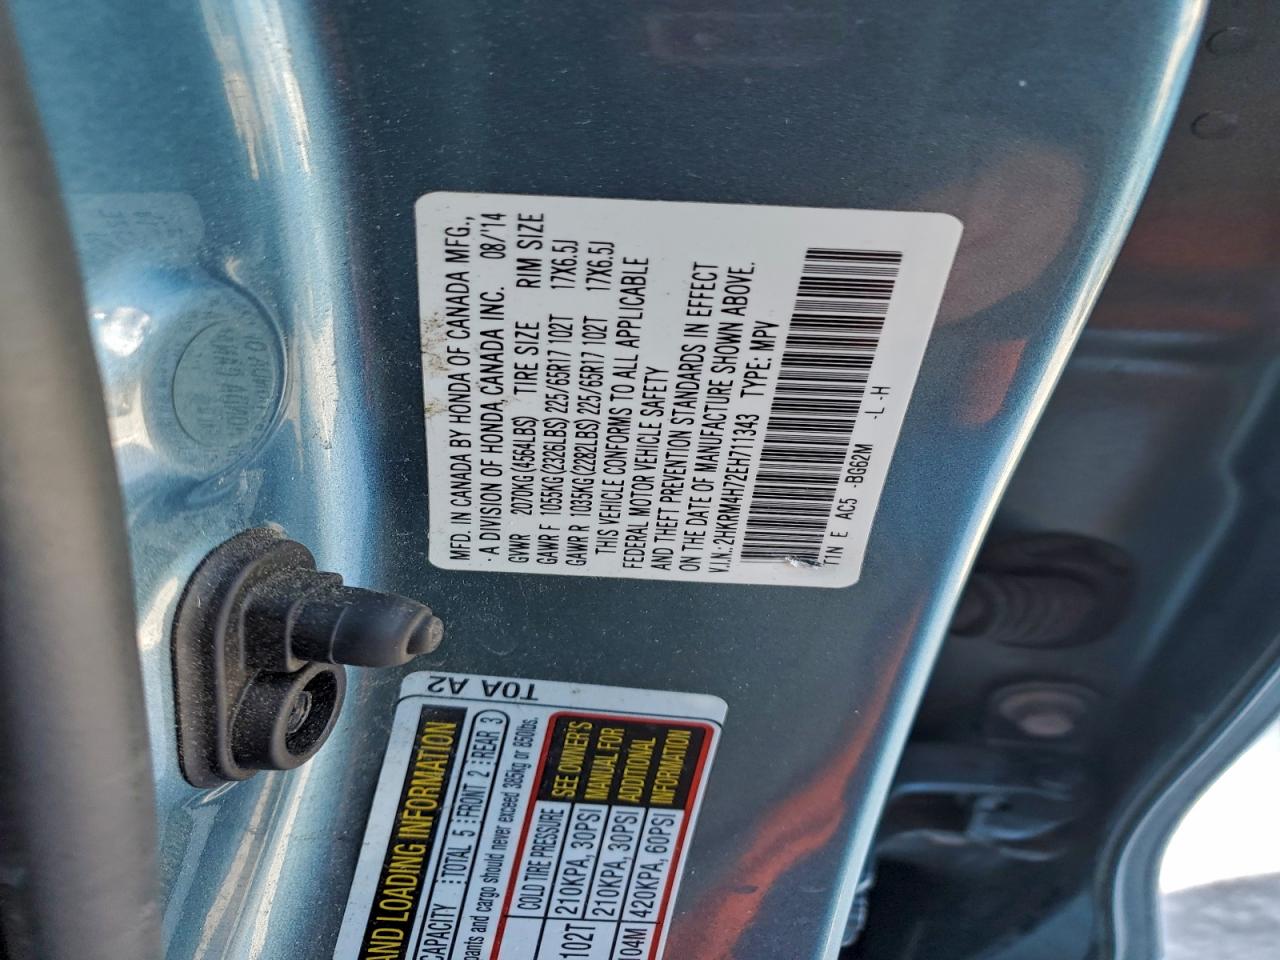 MFD. IN CANADA BY HONDA OF CANADA MFG.,
A DIVISION OF HONDA CANADA INC. 08/'14
GVWR 2070KG(4564LBS) TIRE SIZE RIM SIZE
GAWR F 1055KG(2326LBS) 225/65R17 102T 17X6.5J
GAWR R 1035KG(2282LBS) 225/65R17 102T 17X6.5J
THIS VEHICLE CONFORMS TO ALL APPLICABLE
FEDERAL MOTOR VEHICLE SAFETY
AND THEFT PREVENTION STANDARDS IN EFFECT
ON THE DATE OF MANUFACTURE SHOWN ABOVE.
V.I.N.: 2HKRM4H72EH711343 TYPE: MPV
T1N E AC5 -BG62M -L -H
T0A A2
AND LOADING INFORMATION
CAPACITY TOTAL 5 FRONT 2 REAR 3
pants and cargo should never exceed 385kg or 850lbs.
COLD TIRE PRESSURE
102T 210KPA, 30PSI
210KPA, 30PSI
104M 420KPA, 60PSI
SEE OWNER'S
MANUAL FOR
ADDITIONAL
INFORMATION